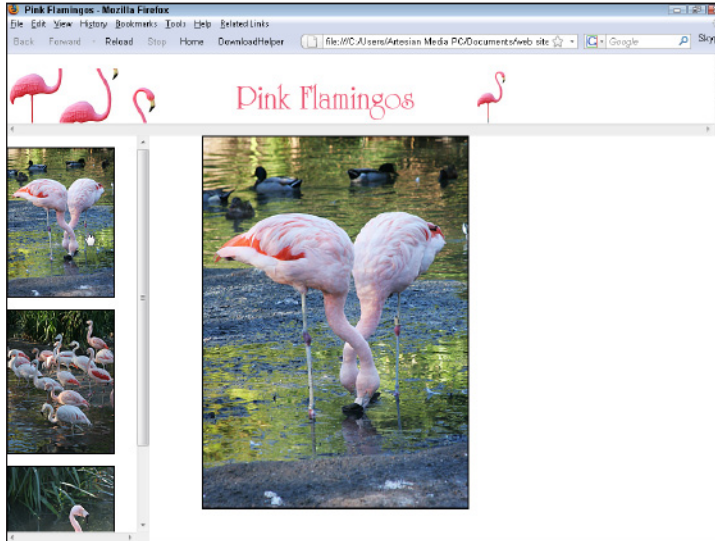 Pink Flamingos - Mozilla Firefox
File Edit View History Bookmarks Tools Help Related Links
Back Forward Reload Stop Home DownloadHelper file:///C:/Users/Artesian Media PC/Documents/web site Google Sky
Pink Flamingos